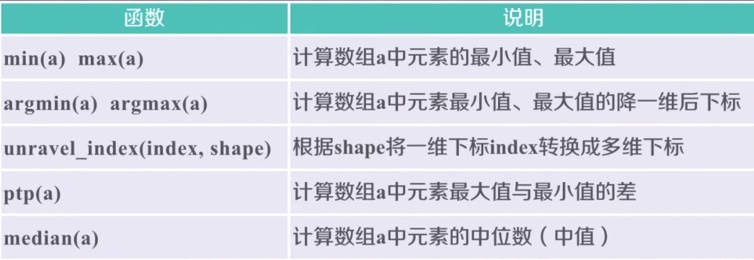 函数 说明
min(a) max(a) 计算数组a中元素的最小值、最大值
argmin(a) argmax(a) 计算数组a中元素最小值、最大值的降一维后下标
unravel_index(index, shape) 根据shape将一维下标index转换成多维下标
ptp(a) 计算数组a中元素最大值与最小值的差
median(a) 计算数组a中元素的中位数（中值）